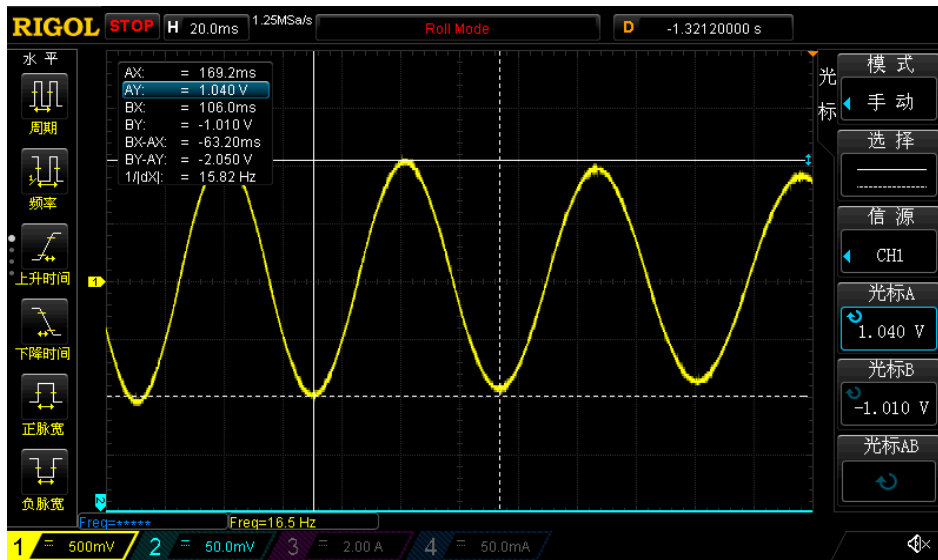 RIGOL STOP H 20.0ms 1.25MSa/s Roll Mode D -1.32120000 s
水 平
周期
频率
上升时间
下降时间
正脉宽
负脉宽
AX: = 169.2ms
AY: = 1.040 V
BX: = 106.0ms
BY: = -1.010 V
BX-AX: = -63.20ms
BY-AY: = -2.050 V
1/|dX|: = 15.82 Hz
1
2
光标
模 式
手 动
选 择
信 源
CH1
光标A
1.040 V
光标B
-1.010 V
光标AB
Freq=***** Freq=16.5 Hz
1 = 500mV 2 = 50.0mV 3 = 2.00 A 4 = 50.0mA